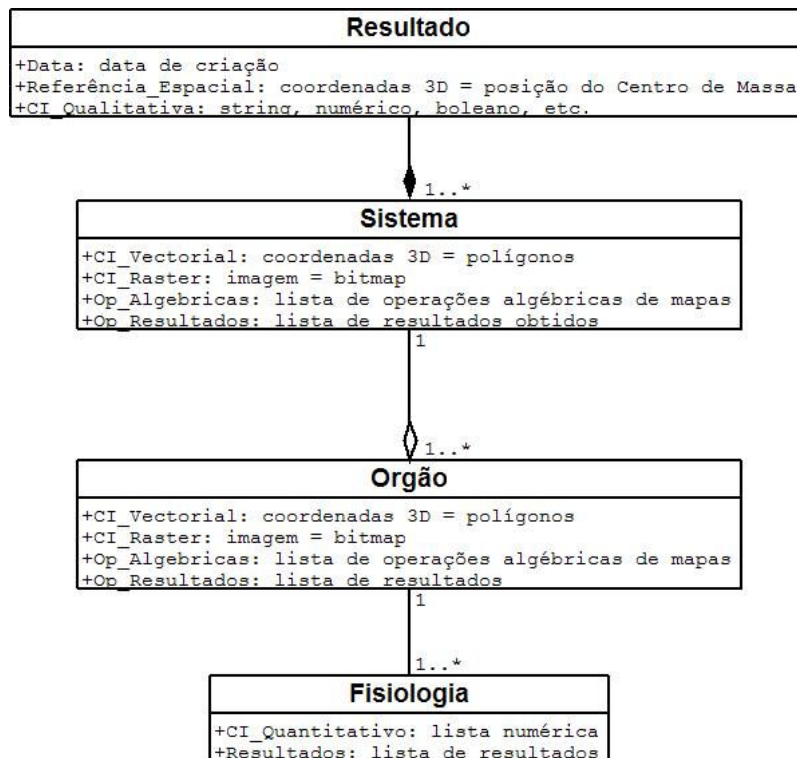 Resultado
+Data: data de criação
+Referência_Espacial: coordenadas 3D = posição do Centro de Massa
+CI_Qualitativa: string, numérico, boleano, etc.
1..*
Sistema
+CI_Vectorial: coordenadas 3D = polígonos
+CI_Raster: imagem = bitmap
+Op_Algebricas: lista de operações algébricas de mapas
+Op_Resultados: lista de resultados obtidos
1
1..*
Orgão
+CI_Vectorial: coordenadas 3D = polígonos
+CI_Raster: imagem = bitmap
+Op_Algebricas: lista de operações algébricas de mapas
+Op_Resultados: lista de resultados
1
1..*
Fisiologia
+CI_Quantitativo: lista numérica
+Resultados: lista de resultados